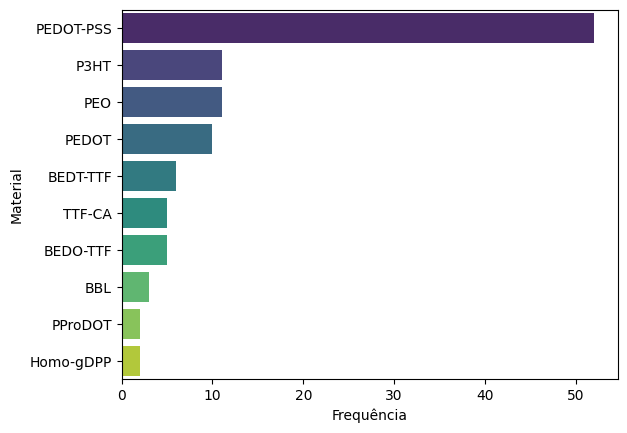 PEDOT-PSS
P3HT
PEO
PEDOT
BEDT-TTF
TTF-CA
BEDO-TTF
BBL
PProDOT
Homo-gDPP
Material
0 10 20 30 40 50
Frequência